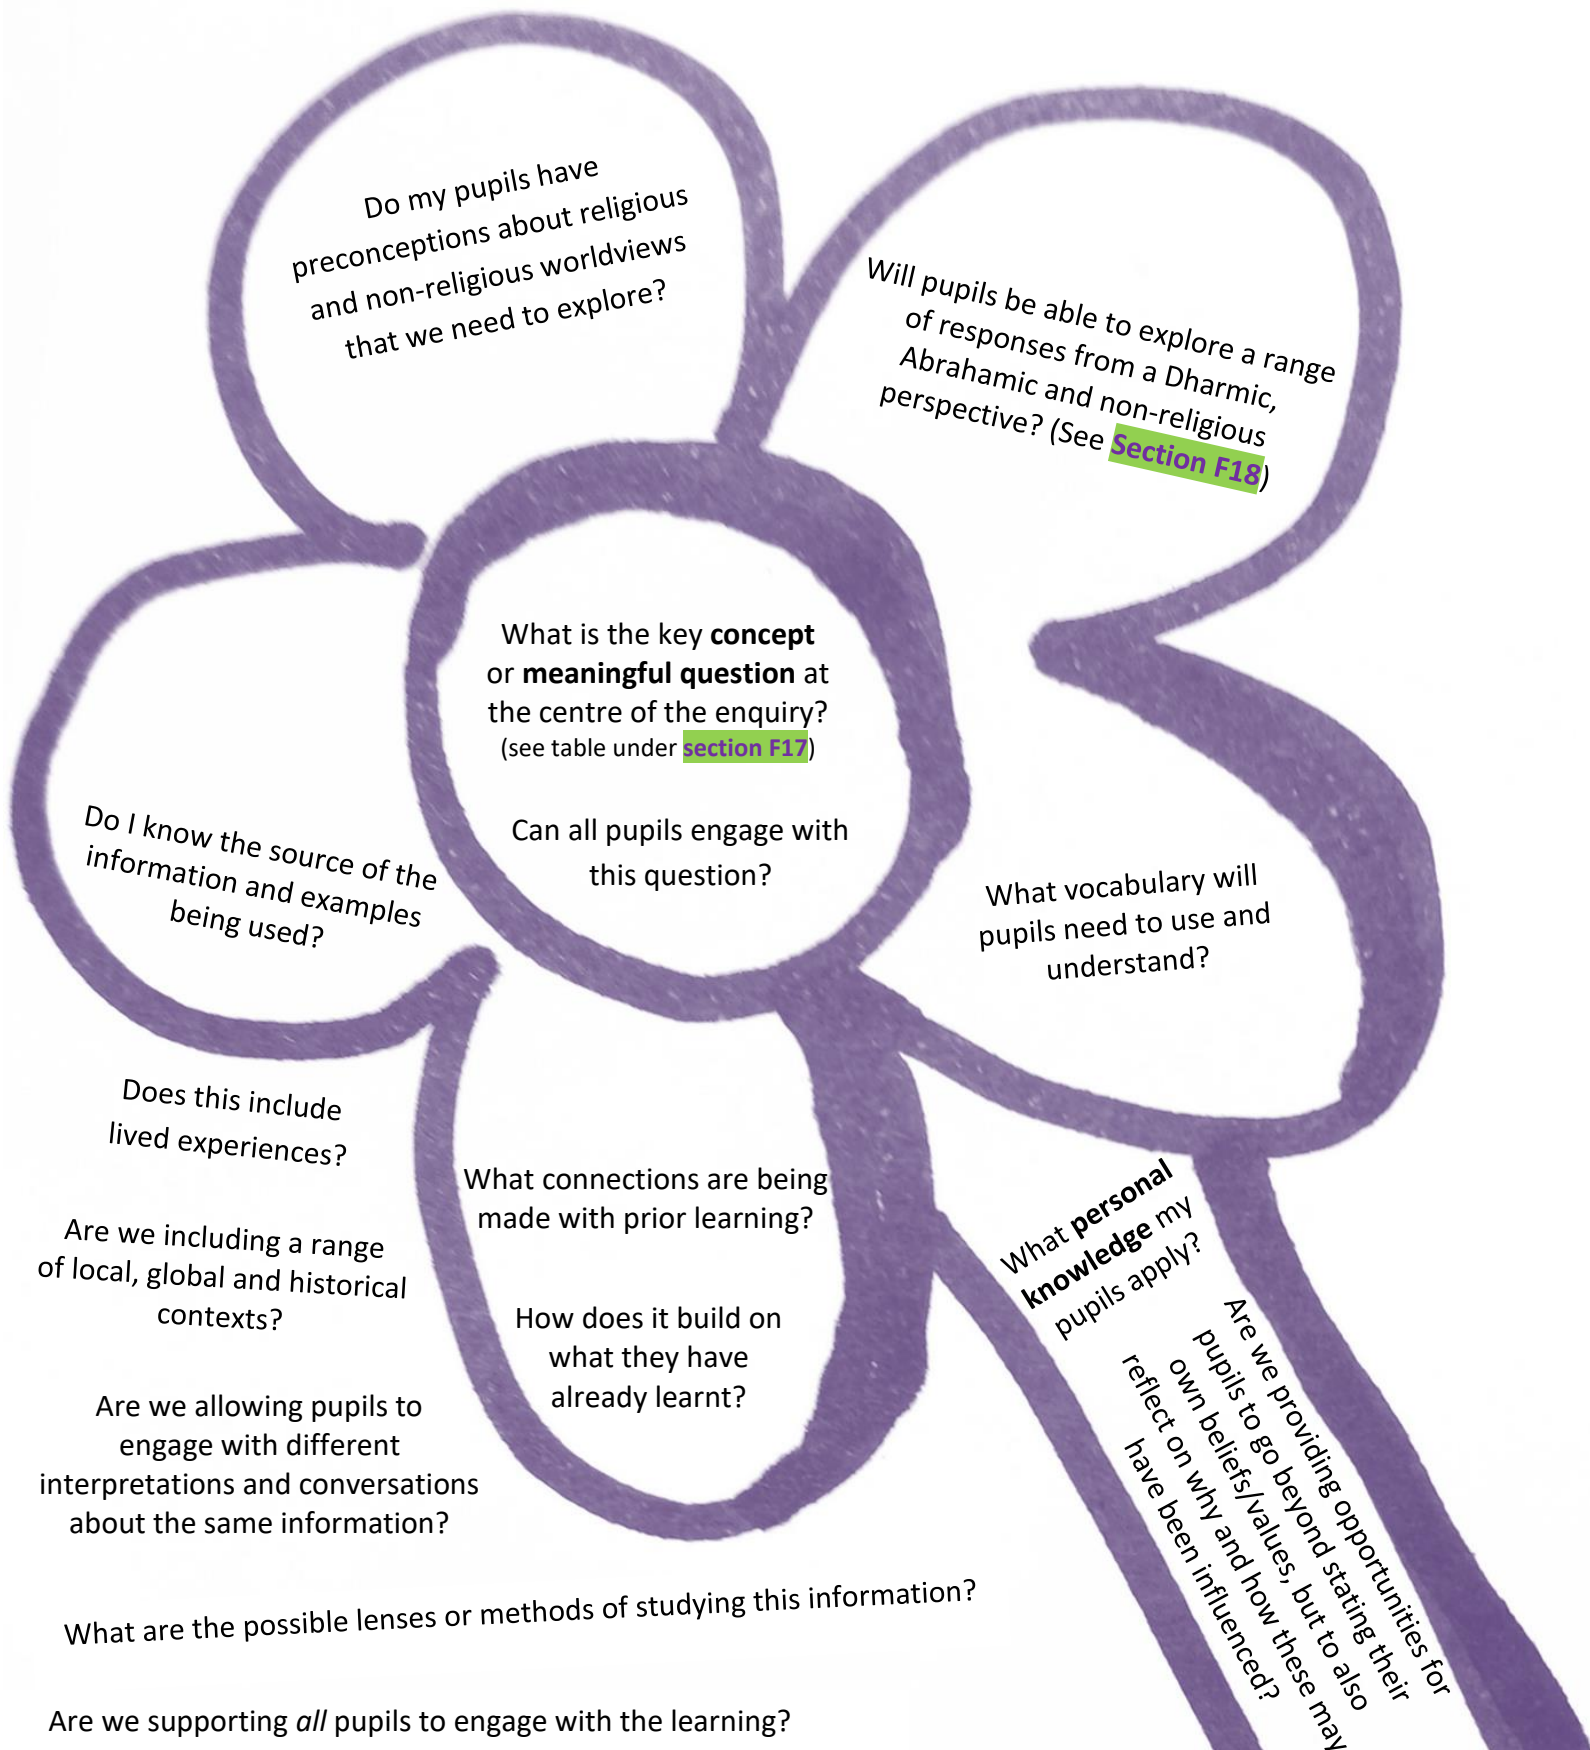 Do my pupils have
preconceptions about religious
and non-religious worldviews
that we need to explore?
Will pupils be able to explore a range
of responses from a Dharmic,
Abrahamic and non-religious
perspective? (See Section F18)
What is the key concept
or meaningful question at
the centre of the enquiry?
(see table under section F17)
Can all pupils engage with
this question?
Do I know the source of the
information and examples
being used?
What vocabulary will
pupils need to use and
understand?
Does this include
lived experiences?
What connections are being
made with prior learning?
How does it build on
what they have
already learnt?
Are we including a range
of local, global and historical
contexts?
Are we allowing pupils to
engage with different
interpretations and conversations
about the same information?
What personal
knowledge my
pupils apply?
Are we providing opportunities for
pupils to go beyond stating their
own beliefs/values, but to also
reflect on why and how these may
have been influenced?
What are the possible lenses or methods of studying this information?
Are we supporting all pupils to engage with the learning?